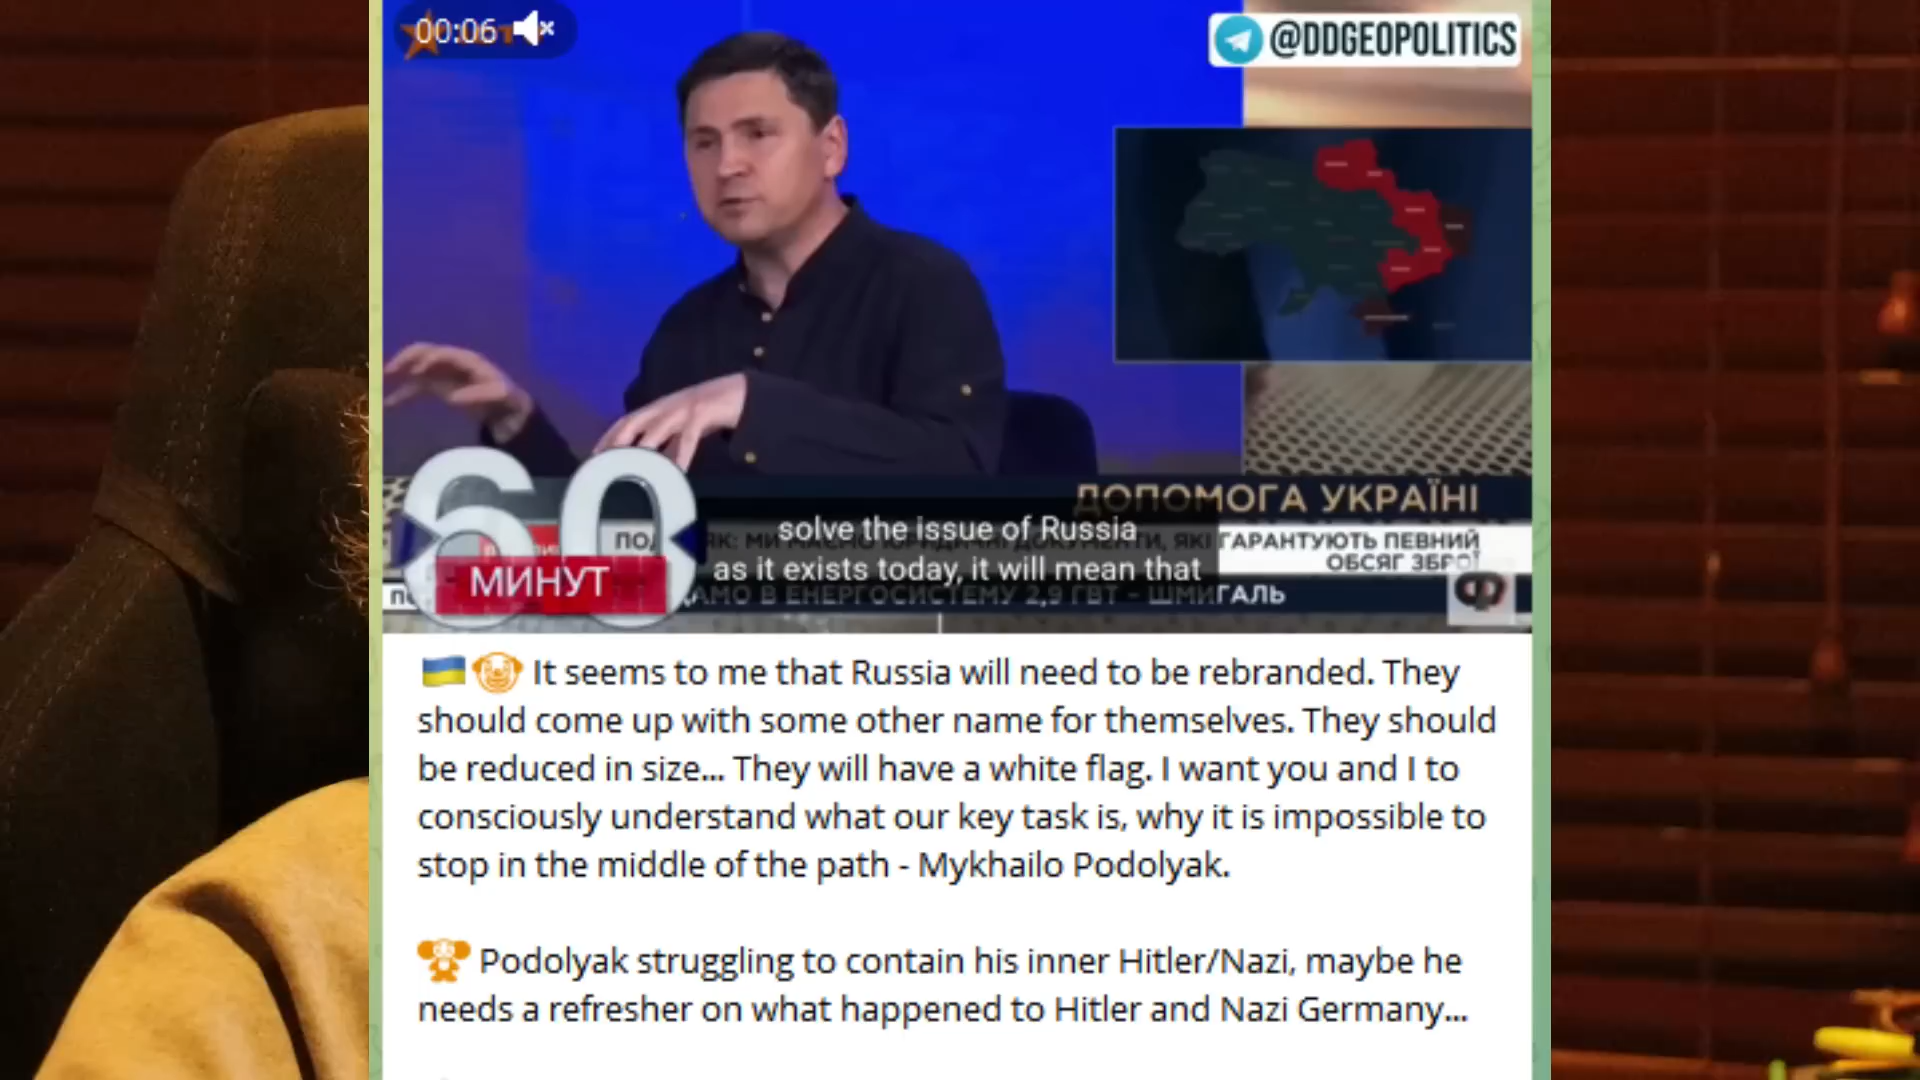 00:06
@DDGEOPOLITICS
ДОПОМОГА УКРАЇНІ
solve the issue of Russia
as it exists today, it will mean that
ГАРАНТУЮТЬ ПЕВНИЙ
ОБСЯГ ЗБРОЇ
60
МИНУТ
В ЕНЕРГОСИСТЕМУ 2,9 ГВТ – ШМИГАЛЬ
It seems to me that Russia will need to be rebranded. They
should come up with some other name for themselves. They should
be reduced in size... They will have a white flag. I want you and I to
consciously understand what our key task is, why it is impossible to
stop in the middle of the path - Mykhailo Podolyak.
Podolyak struggling to contain his inner Hitler/Nazi, maybe he
needs a refresher on what happened to Hitler and Nazi Germany...